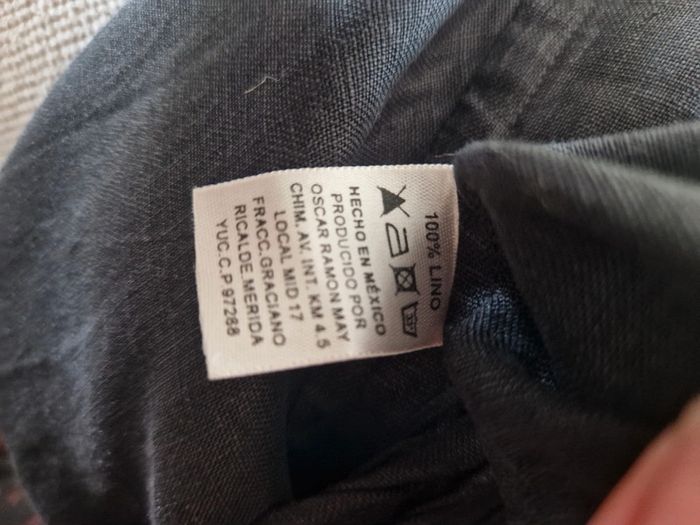 100% LINO
HECHO EN MÉXICO
PRODUCIDO POR
OSCAR RAMON MAY
CHIM. AV. INT. KM 4.5
LOCAL MID 17
FRACC. GRACIANO
RICALDE. MERIDA
YUC. C.P 97288